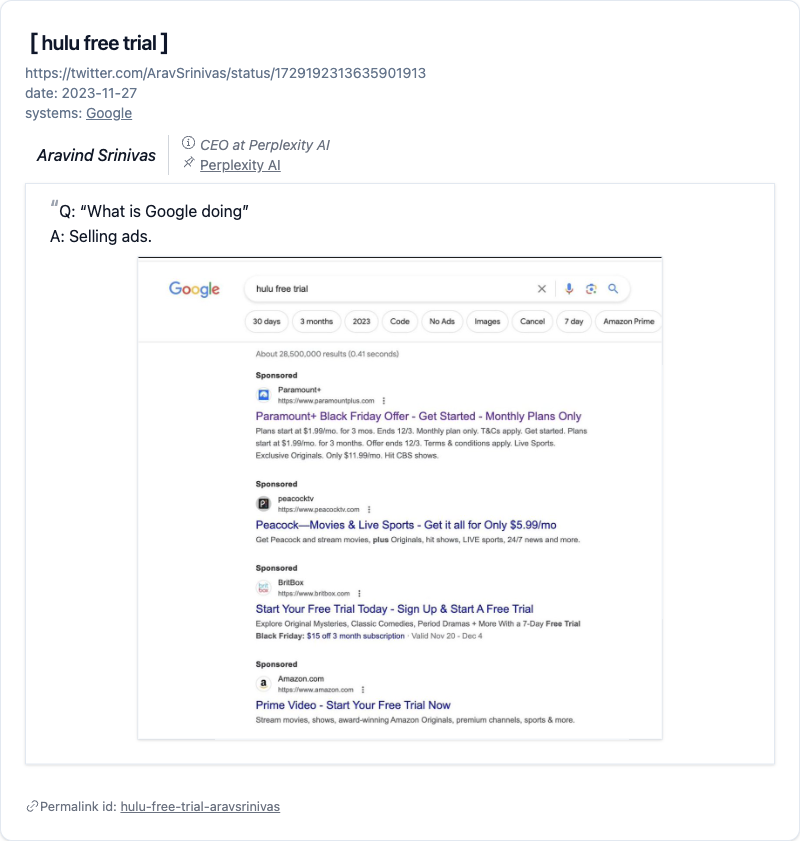 [ hulu free trial ]
https://twitter.com/AravSrinivas/status/1729192313635901913
date: 2023-11-27
systems: Google
Aravind Srinivas
CEO at Perplexity AI
Perplexity AI
“Q: “What is Google doing”
A: Selling ads.
Google
hulu free trial
30 days 3 months 2023 Code No Ads Images Cancel 7 day Amazon Prime
About 28,500,000 results (0.41 seconds)
Sponsored
Paramount+
https://www.paramountplus.com
Paramount+ Black Friday Offer - Get Started - Monthly Plans Only
Plans start at $1.99/mo. for 3 mos. Ends 12/3. Monthly plan only. T&Cs apply. Get started. Plans
start at $1.99/mo. for 3 months. Offer ends 12/3. Terms & conditions apply. Live Sports.
Exclusive Originals. Only $11.99/mo. Hit CBS shows.
Sponsored
peacocktv
https://www.peacocktv.com
Peacock—Movies & Live Sports - Get it all for Only $5.99/mo
Get Peacock and stream movies, plus Originals, hit shows, LIVE sports, 24/7 news and more.
Sponsored
BritBox
https://www.britbox.com
Start Your Free Trial Today - Sign Up & Start A Free Trial
Explore Original Mysteries, Classic Comedies, Period Dramas + More With a 7-Day Free Trial
Black Friday: $15 off 3 month subscription · Valid Nov 20 - Dec 4
Sponsored
Amazon.com
https://www.amazon.com
Prime Video - Start Your Free Trial Now
Stream movies, shows, award-winning Amazon Originals, premium channels, sports & more.
Permalink id: hulu-free-trial-aravsrinivas